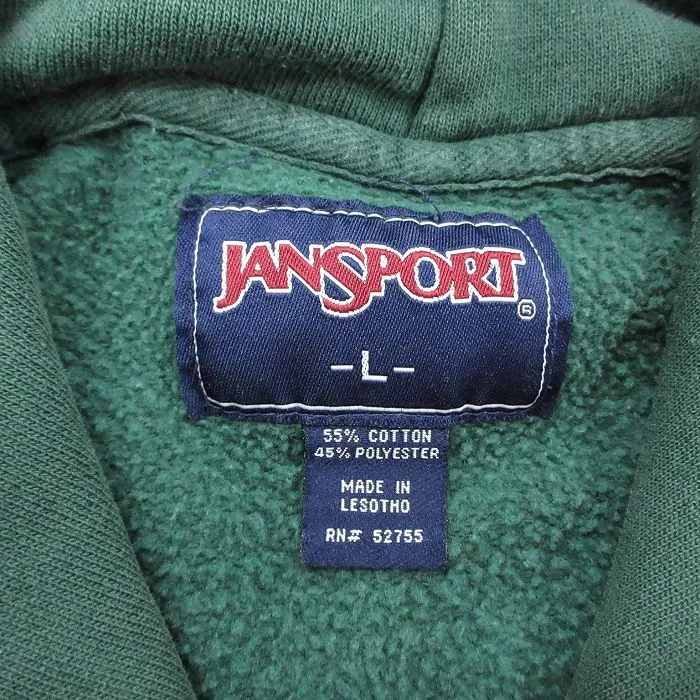 JANSPORT®
-L-
55% COTTON
45% POLYESTER
MADE IN
LESOTHO
RN# 52755